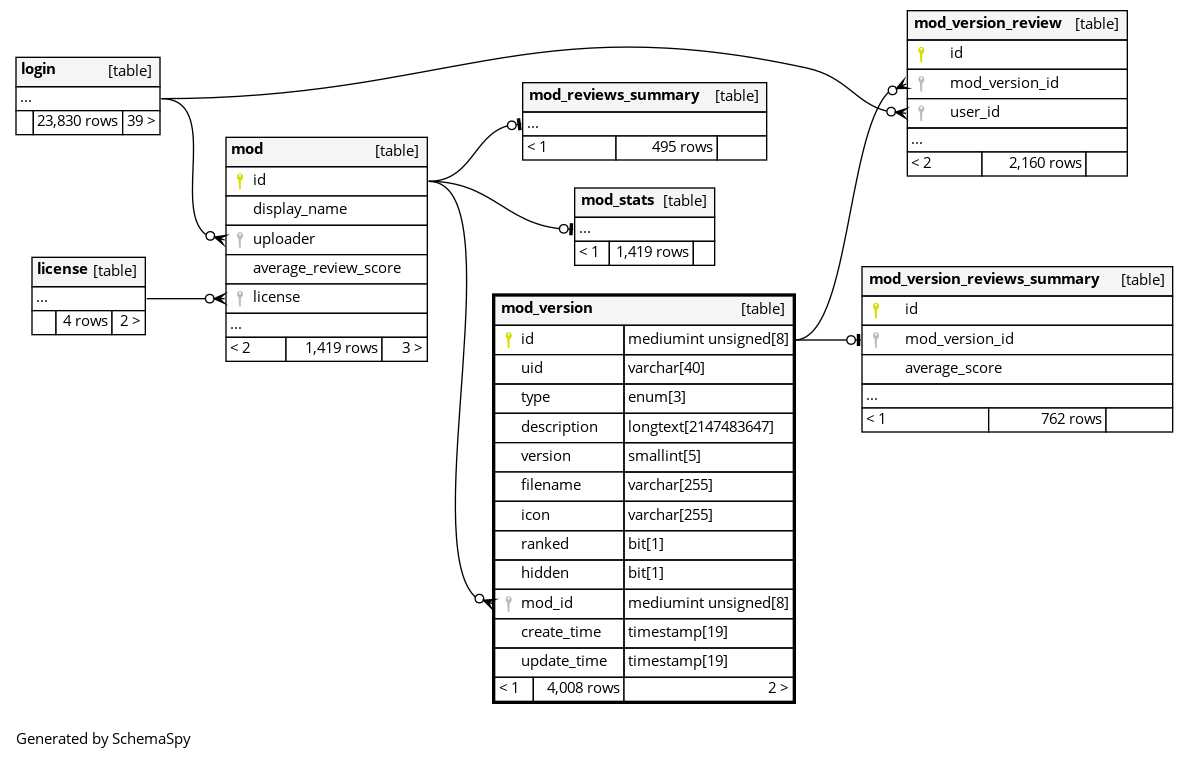 login [table]
...
23,830 rows 39 >
license [table]
...
4 rows 2 >
mod [table]
id
display_name
uploader
average_review_score
license
...
< 2 1,419 rows 3 >
mod_reviews_summary [table]
...
< 1 495 rows
mod_stats [table]
...
< 1 1,419 rows
mod_version [table]
id mediumint unsigned[8]
uid varchar[40]
type enum[3]
description longtext[2147483647]
version smallint[5]
filename varchar[255]
icon varchar[255]
ranked bit[1]
hidden bit[1]
mod_id mediumint unsigned[8]
create_time timestamp[19]
update_time timestamp[19]
< 1 4,008 rows 2 >
mod_version_review [table]
id
mod_version_id
user_id
...
< 2 2,160 rows
mod_version_reviews_summary [table]
id
mod_version_id
average_score
...
< 1 762 rows
Generated by SchemaSpy